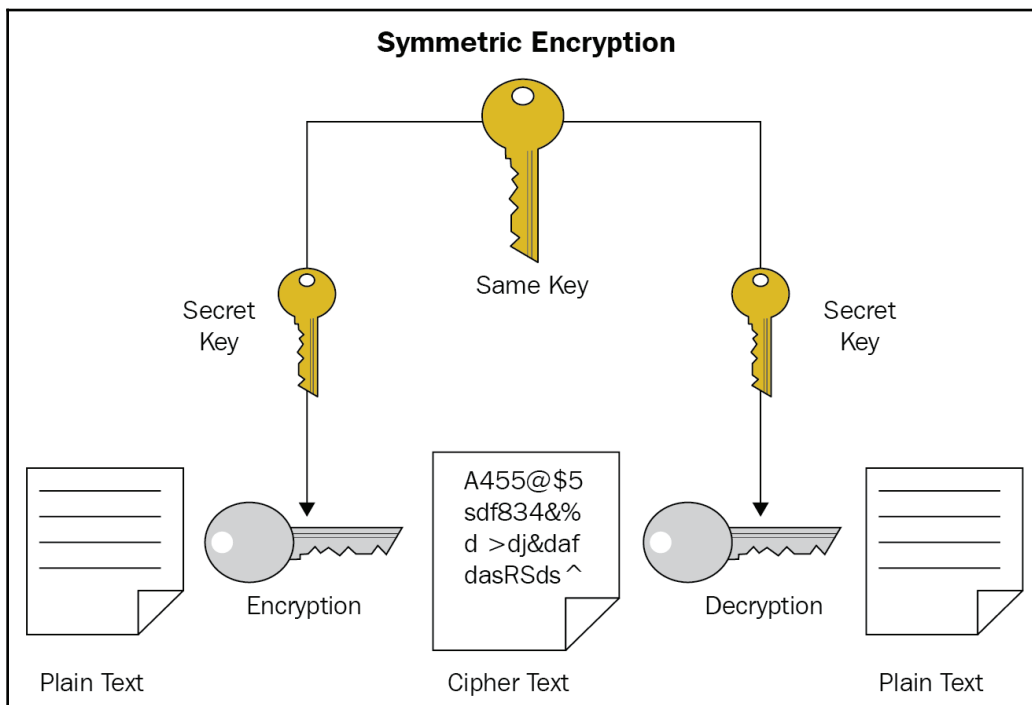 Symmetric Encryption
Same Key
Secret
Key
Secret
Key
A455@$5
sdf834&%
d >dj&daf
dasRSds ^
Encryption
Decryption
Plain Text
Cipher Text
Plain Text